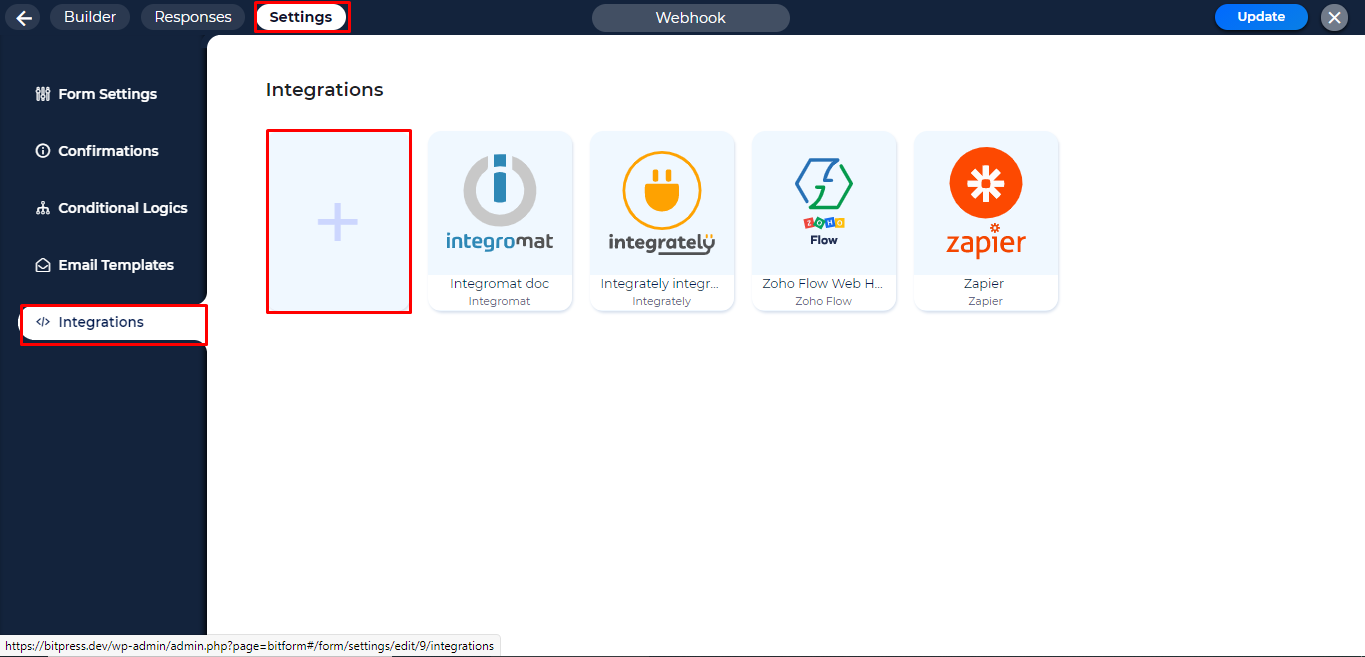 Builder
Responses
Settings
Webhook
Update
Form Settings
Confirmations
Conditional Logics
Email Templates
Integrations
Integrations
integromat
Integromat doc
Integromat
integrately
Integrately integr...
Integrately
ZOHO
Flow
Zoho Flow Web H...
Zoho Flow
zapier
Zapier
Zapier
https://bitpress.dev/wp-admin/admin.php?page=bitform#/form/settings/edit/9/integrations